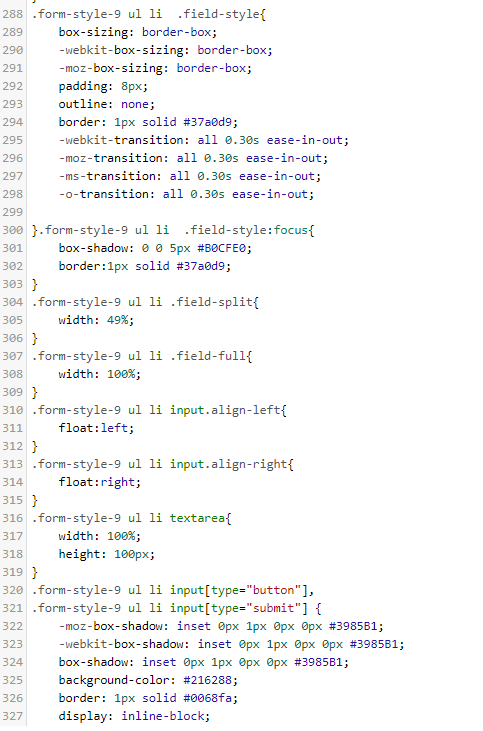 288 .form-style-9 ul li  .field-style{
289     box-sizing: border-box;
290     -webkit-box-sizing: border-box;
291     -moz-box-sizing: border-box;
292     padding: 8px;
293     outline: none;
294     border: 1px solid #37a0d9;
295     -webkit-transition: all 0.30s ease-in-out;
296     -moz-transition: all 0.30s ease-in-out;
297     -ms-transition: all 0.30s ease-in-out;
298     -o-transition: all 0.30s ease-in-out;
299
300 }.form-style-9 ul li  .field-style:focus{
301     box-shadow: 0 0 5px #B0CFE0;
302     border:1px solid #37a0d9;
303 }
304 .form-style-9 ul li .field-split{
305     width: 49%;
306 }
307 .form-style-9 ul li .field-full{
308     width: 100%;
309 }
310 .form-style-9 ul li input.align-left{
311     float:left;
312 }
313 .form-style-9 ul li input.align-right{
314     float:right;
315 }
316 .form-style-9 ul li textarea{
317     width: 100%;
318     height: 100px;
319 }
320 .form-style-9 ul li input[type="button"],
321 .form-style-9 ul li input[type="submit"] {
322     -moz-box-shadow: inset 0px 1px 0px 0px #3985B1;
323     -webkit-box-shadow: inset 0px 1px 0px 0px #3985B1;
324     box-shadow: inset 0px 1px 0px 0px #3985B1;
325     background-color: #216288;
326     border: 1px solid #0068fa;
327     display: inline-block;